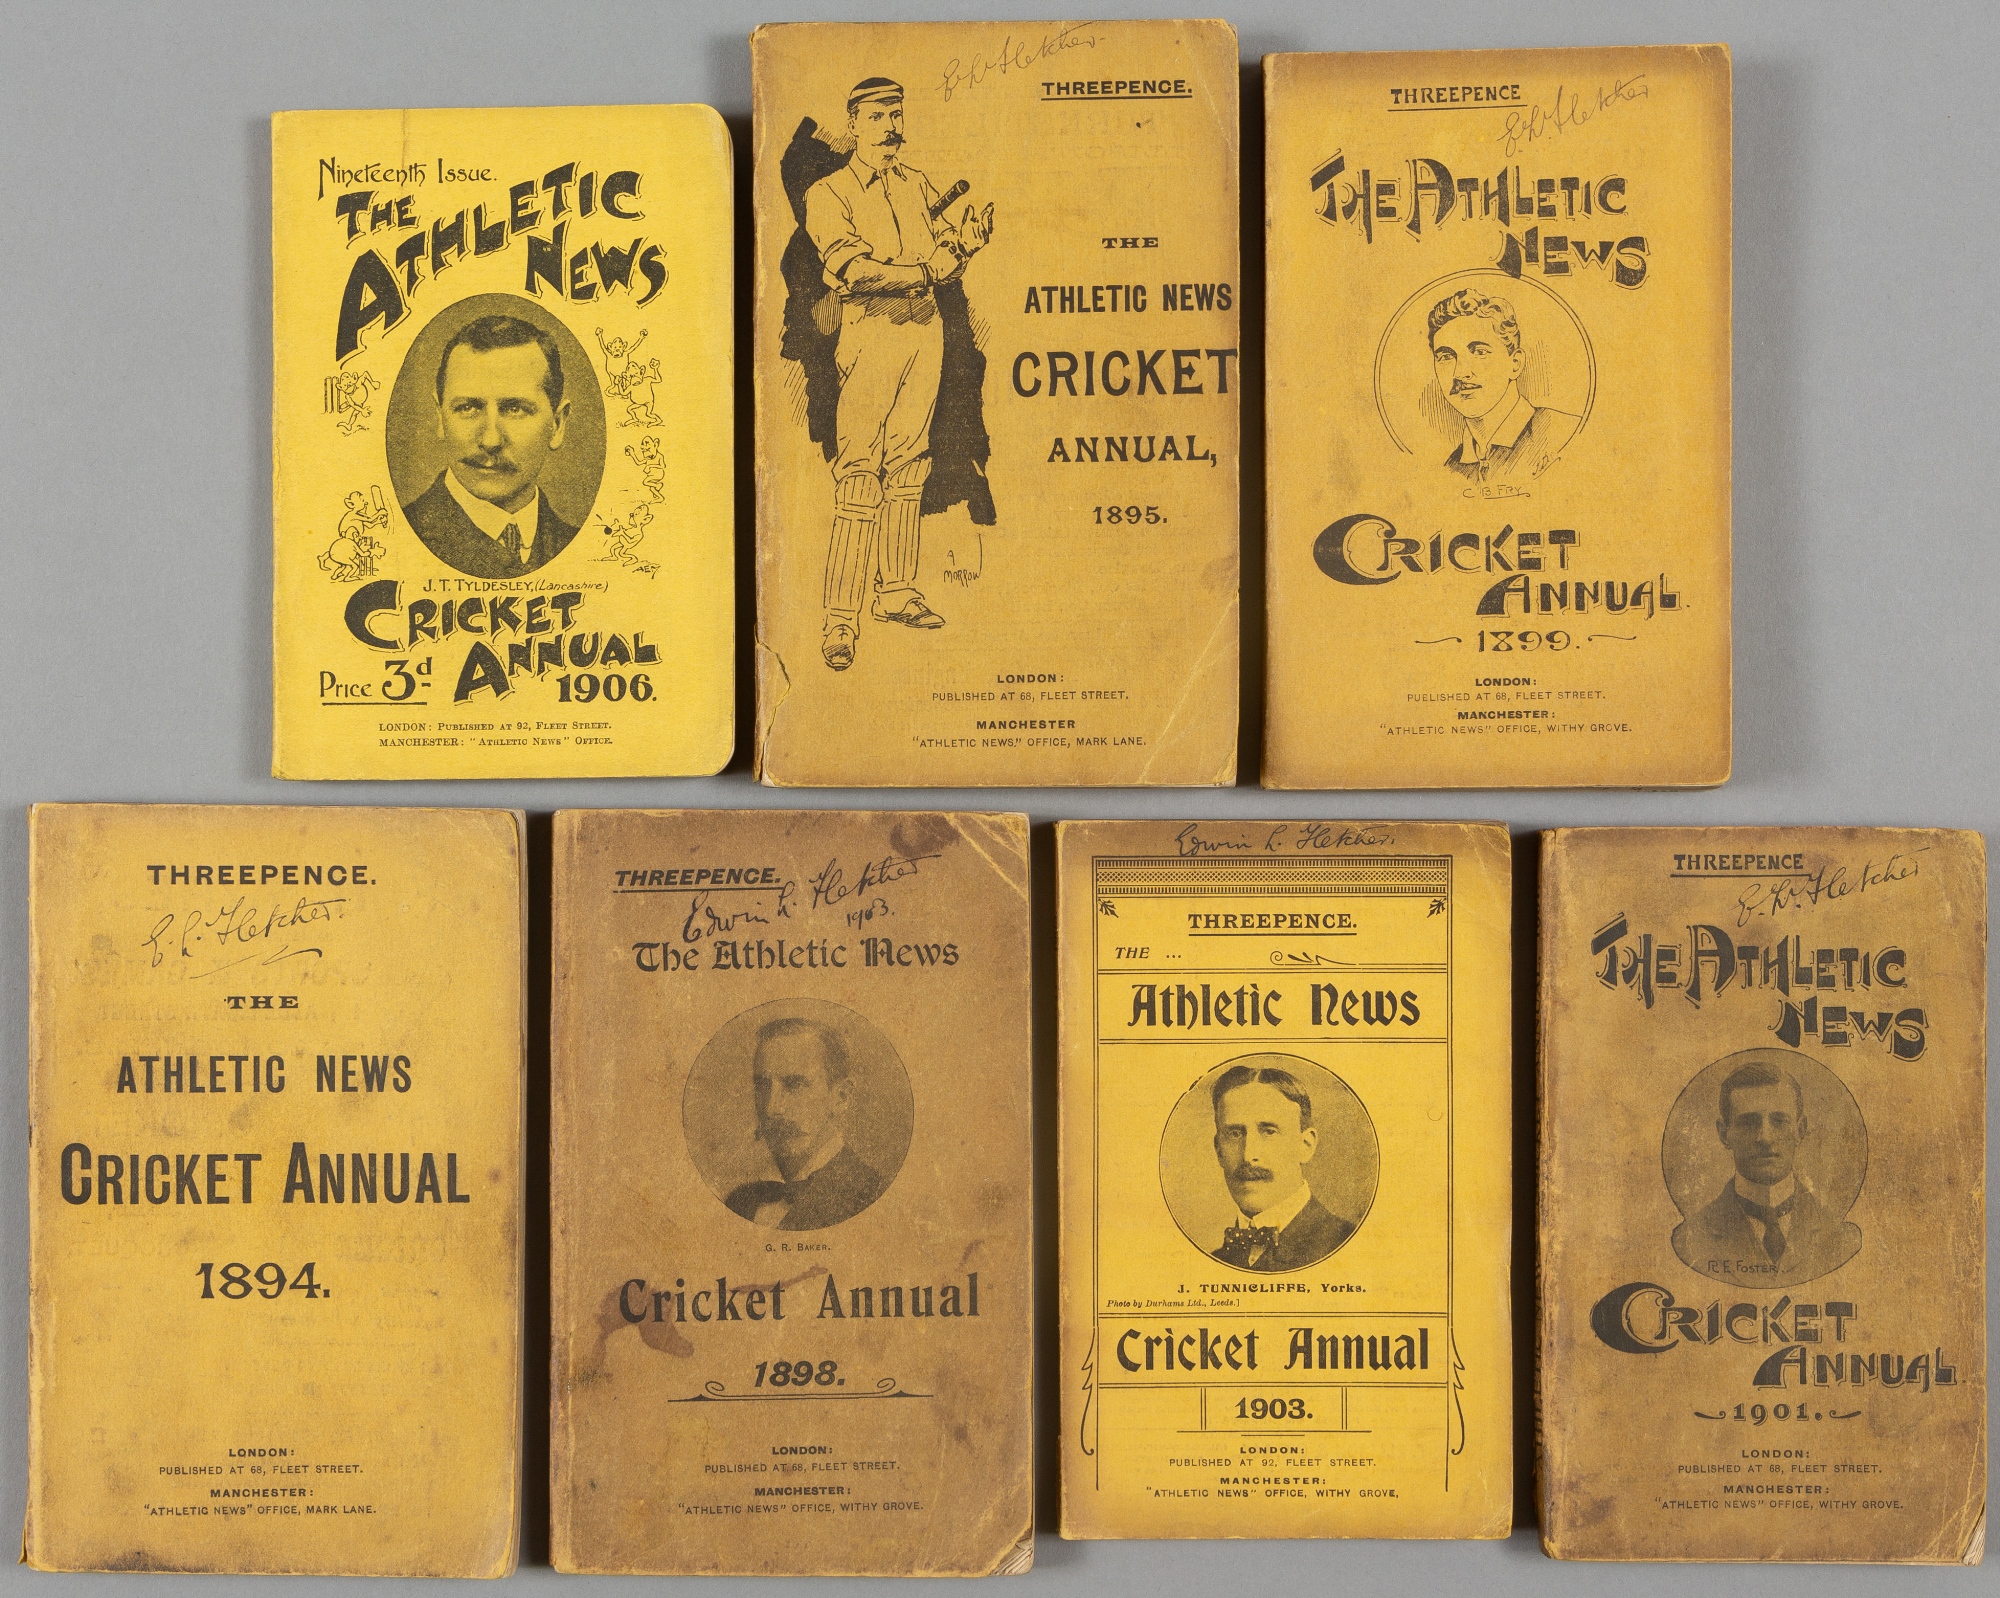 Nineteenth Issue.
THE
ATHLETIC
NEWS
J. T. TYLDESLEY, (Lancashire)
CRICKET
ANNUAL
Price 3d 1906.
LONDON: PUBLISHED AT 92, FLEET STREET.
MANCHESTER: "ATHLETIC NEWS" OFFICE.
E. L. Fletcher.
THREEPENCE.
THE
ATHLETIC NEWS
CRICKET
ANNUAL,
1895.
A
MORROW
LONDON:
PUBLISHED AT 68, FLEET STREET.
MANCHESTER
"ATHLETIC NEWS," OFFICE, MARK LANE.
THREEPENCE
E. L. Fletcher
THE ATHLETIC
NEWS
C. B. FRY
CRICKET
ANNUAL.
1899.
LONDON:
PUBLISHED AT 68, FLEET STREET.
MANCHESTER:
"ATHLETIC NEWS" OFFICE, WITHY GROVE.
THREEPENCE.
E. L. Fletcher.
THE
ATHLETIC NEWS
CRICKET ANNUAL
1894.
LONDON:
PUBLISHED AT 68, FLEET STREET.
MANCHESTER:
"ATHLETIC NEWS" OFFICE, MARK LANE.
THREEPENCE.
Edwin L. Fletcher
1903.
The Athletic News
G. R. BAKER.
Cricket Annual
1898.
LONDON:
PUBLISHED AT 68, FLEET STREET.
MANCHESTER:
"ATHLETIC NEWS" OFFICE, WITHY GROVE.
Edwin L. Fletcher.
THREEPENCE.
THE ...
Athletic News
J. TUNNICLIFFE, Yorks.
Photo by Durhams Ltd., Leeds.]
Cricket Annual
1903.
LONDON:
PUBLISHED AT 92, FLEET STREET.
MANCHESTER:
"ATHLETIC NEWS" OFFICE, WITHY GROVE,
THREEPENCE
E. L. Fletcher
THE ATHLETIC
NEWS
R. E. FOSTER.
CRICKET
ANNUAL.
1901.
LONDON:
PUBLISHED AT 68, FLEET STREET.
MANCHESTER:
"ATHLETIC NEWS" OFFICE, WITHY GROVE.